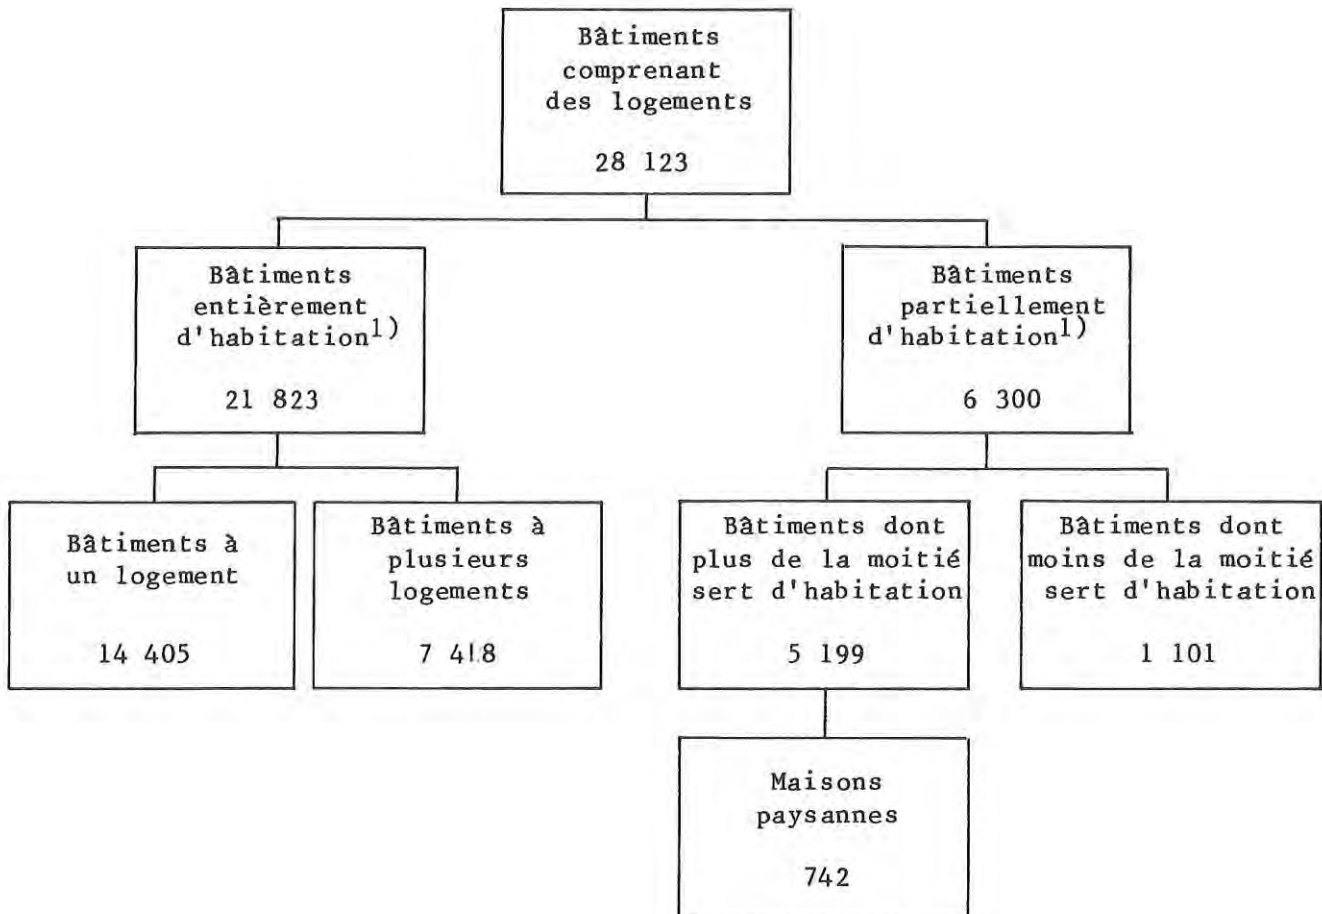 Bâtiments
comprenant
des logements
28 123
Bâtiments
entièrement
d'habitation1)
21 823
Bâtiments
partiellement
d'habitation1)
6 300
Bâtiments à
un logement
14 405
Bâtiments à
plusieurs
logements
7 418
Bâtiments dont
plus de la moitié
sert d'habitation
5 199
Bâtiments dont
moins de la moitié
sert d'habitation
1 101
Maisons
paysannes
742